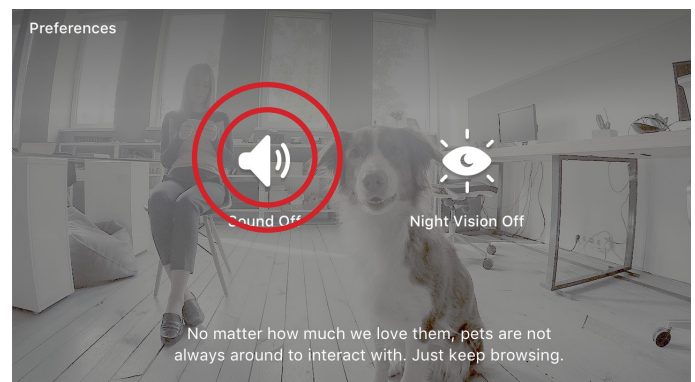 Preferences
Sound Off
Night Vision Off
No matter how much we love them, pets are not
always around to interact with. Just keep browsing.